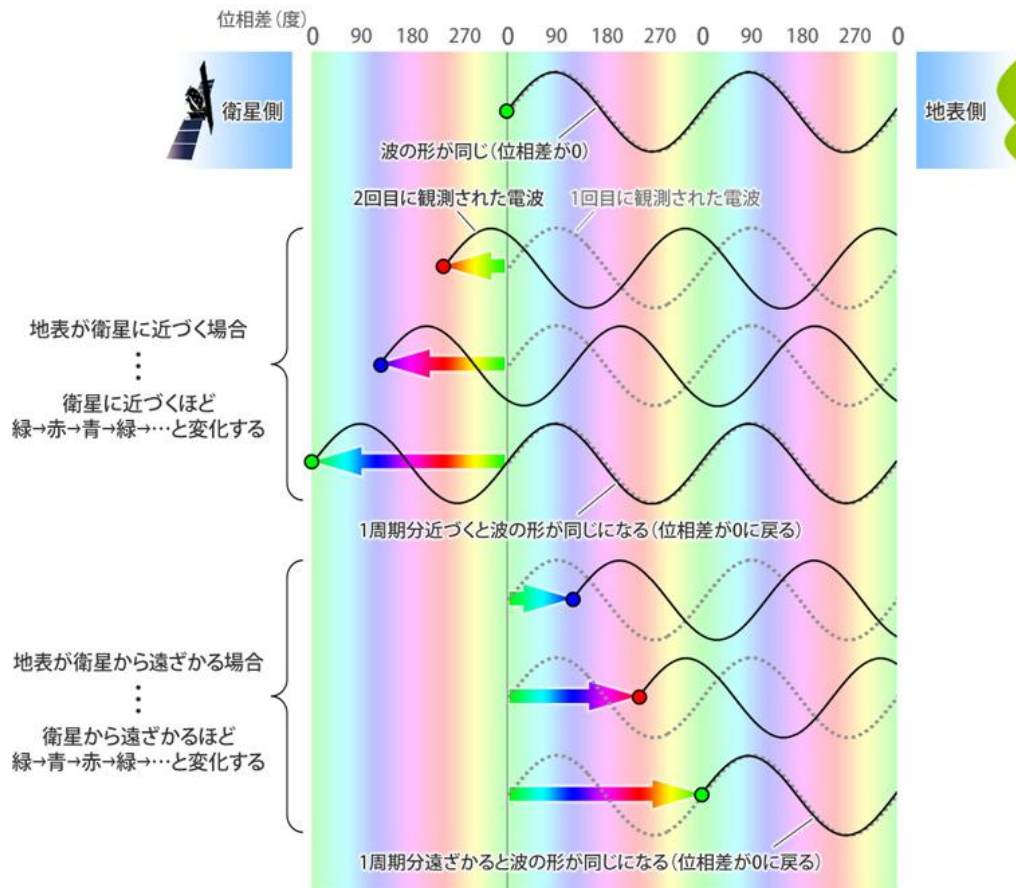 位相差(度)
0 90 180 270 0 90 180 270 0 90 180 270 0
衛星側
地表側
波の形が同じ(位相差が0)
2回目に観測された電波
1回目に観測された電波
地表が衛星に近づく場合
⋮
衛星に近づくほど
緑→赤→青→緑→…と変化する
1周期分近づくと波の形が同じになる(位相差が0に戻る)
地表が衛星から遠ざかる場合
⋮
衛星から遠ざかるほど
緑→青→赤→緑→…と変化する
1周期分遠ざかると波の形が同じになる(位相差が0に戻る)